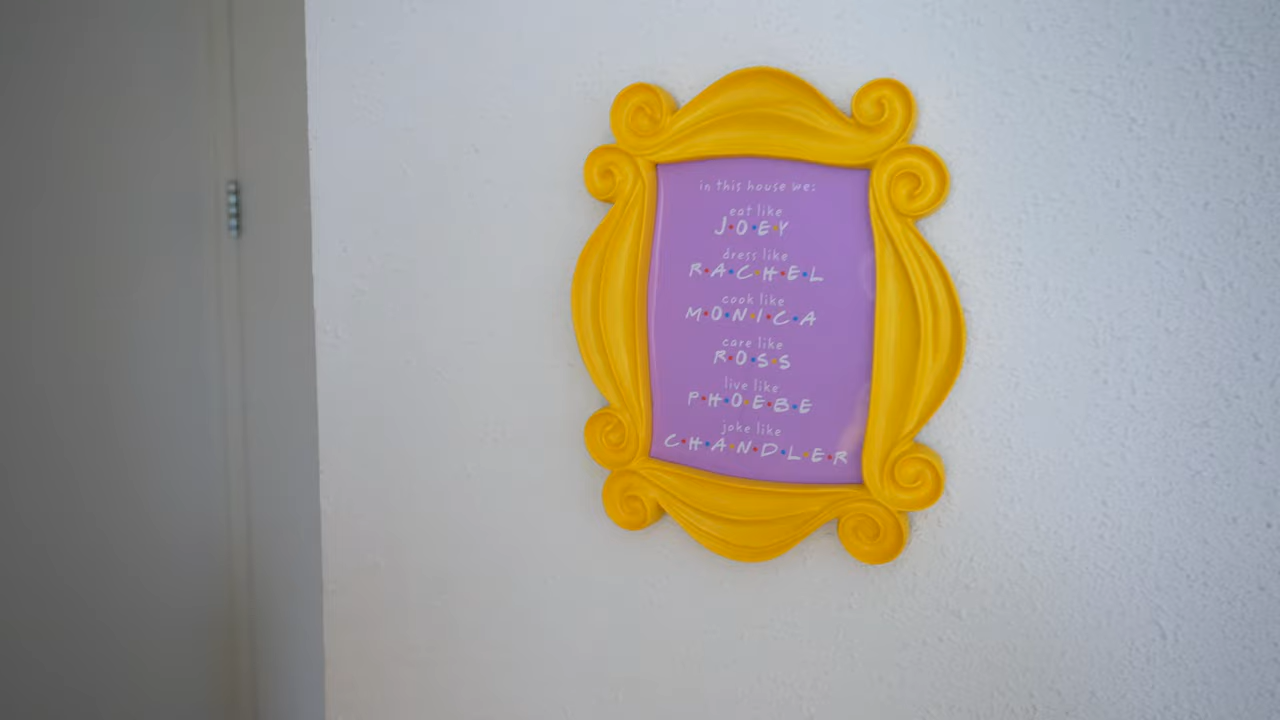 in this house we:
eat like
J•O•E•Y
dress like
R•A•C•H•E•L
cook like
M•O•N•I•C•A
care like
R•O•S•S
live like
P•H•O•E•B•E
joke like
C•H•A•N•D•L•E•R